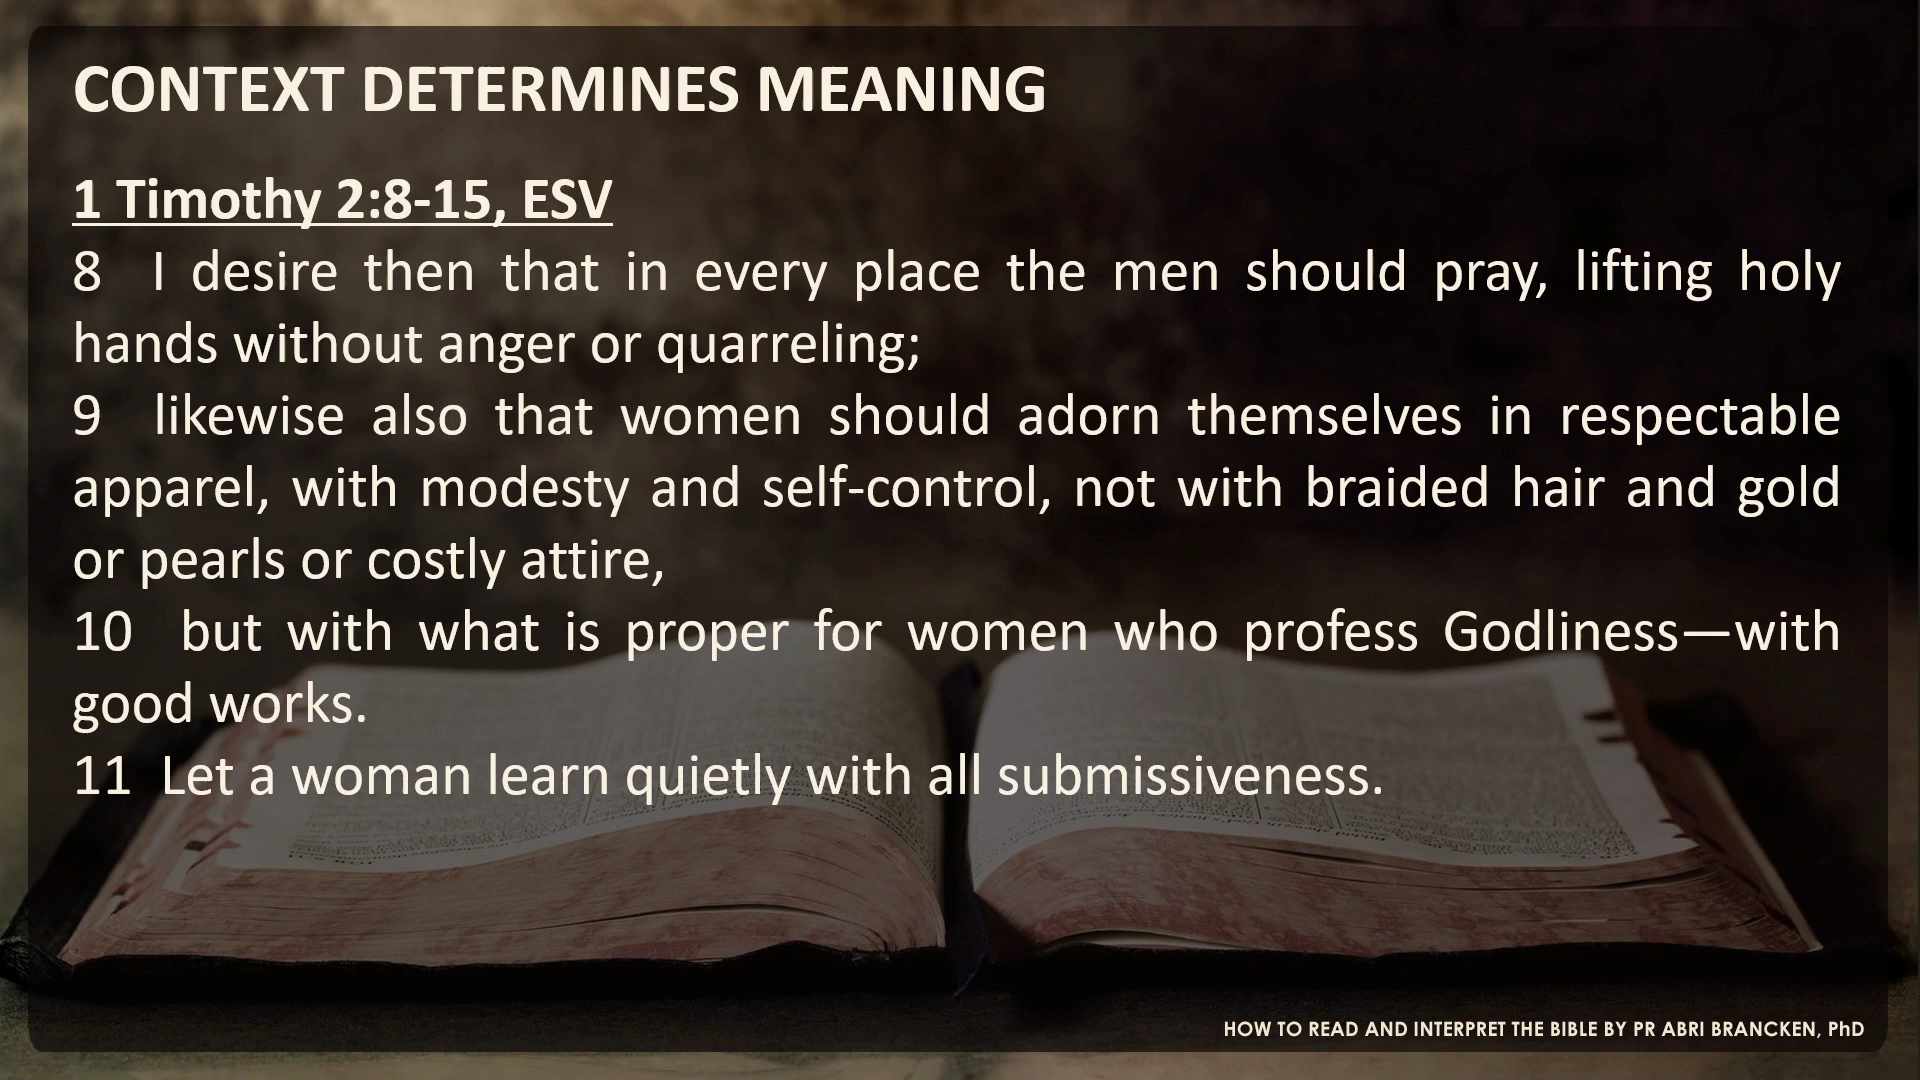 CONTEXT DETERMINES MEANING
1 Timothy 2:8-15, ESV
8 I desire then that in every place the men should pray, lifting holy
hands without anger or quarreling;
9 likewise also that women should adorn themselves in respectable
apparel, with modesty and self-control, not with braided hair and gold
or pearls or costly attire,
10 but with what is proper for women who profess Godliness—with
good works.
11 Let a woman learn quietly with all submissiveness.
HOW TO READ AND INTERPRET THE BIBLE BY PR ABRI BRANCKEN, PhD